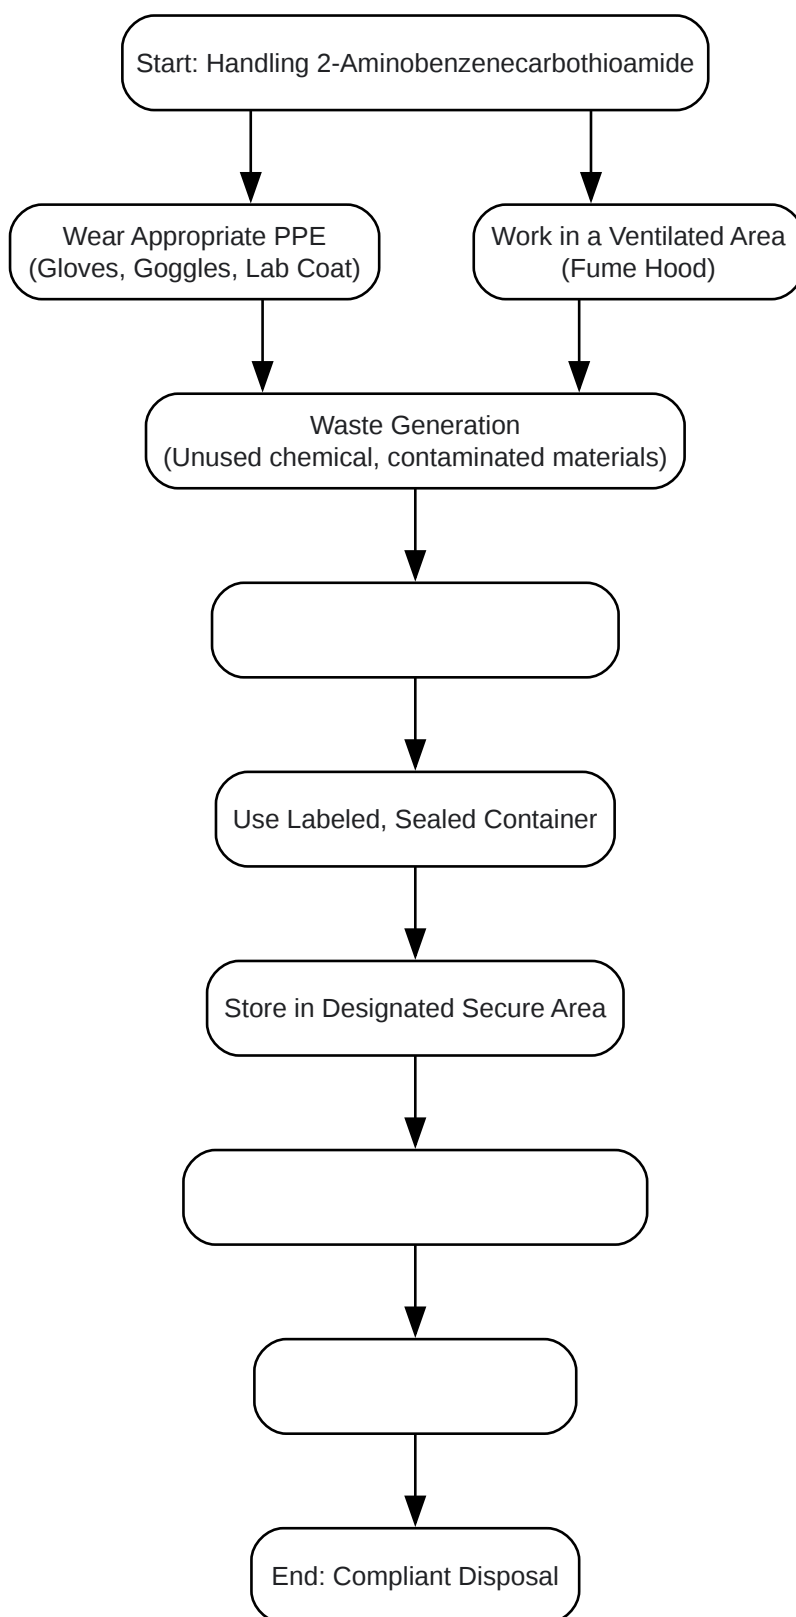 Start: Handling 2-Aminobenzenecarbothioamide
Wear Appropriate PPE
(Gloves, Goggles, Lab Coat)
Work in a Ventilated Area
(Fume Hood)
Waste Generation
(Unused chemical, contaminated materials)
Use Labeled, Sealed Container
Store in Designated Secure Area
End: Compliant Disposal